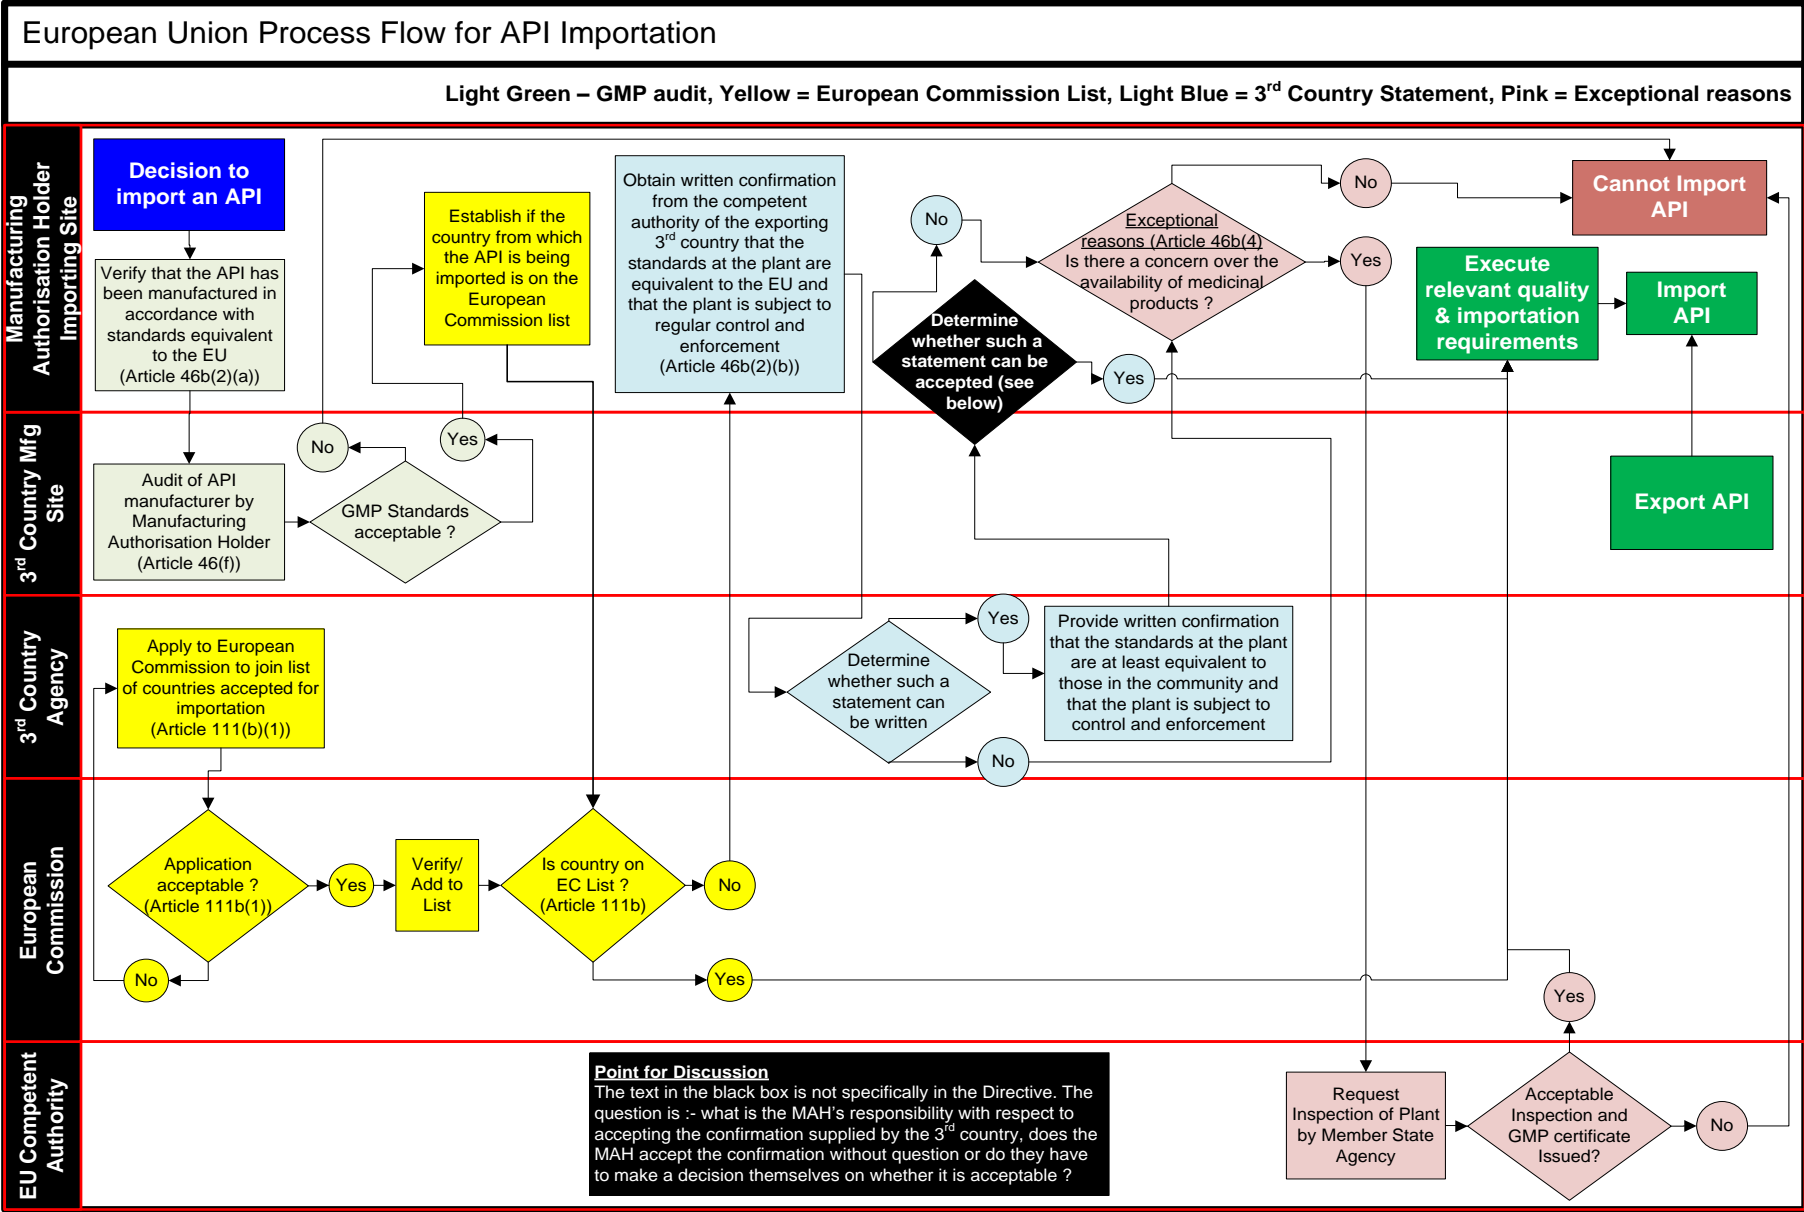 European Union Process Flow for API Importation
Light Green – GMP audit, Yellow = European Commission List, Light Blue = 3rd Country Statement, Pink = Exceptional reasons
Manufacturing
Authorisation Holder
Importing Site
Decision to
import an API
Verify that the API has
been manufactured in
accordance with
standards equivalent
to the EU
(Article 46b(2)(a))
Establish if the
country from which
the API is being
imported is on the
European
Commission list
Obtain written confirmation
from the competent
authority of the exporting
3rd country that the
standards at the plant are
equivalent to the EU and
that the plant is subject to
regular control and
enforcement
(Article 46b(2)(b))
No
Determine
whether such a
statement can be
accepted (see
below)
Yes
Exceptional
reasons (Article 46b(4)
Is there a concern over the
availability of medicinal
products ?
No
Yes
Cannot Import
API
Execute
relevant quality
& importation
requirements
Import
API
3rd Country Mfg
Site
Audit of API
manufacturer by
Manufacturing
Authorisation Holder
(Article 46(f))
No
GMP Standards
acceptable ?
Yes
Export API
3rd Country
Agency
Apply to European
Commission to join list
of countries accepted for
importation
(Article 111(b)(1))
Determine
whether such a
statement can
be written
Yes
No
Provide written confirmation
that the standards at the plant
are at least equivalent to
those in the community and
that the plant is subject to
control and enforcement
European
Commission
Application
acceptable ?
(Article 111b(1))
No
Yes
Verify/
Add to
List
Is country on
EC List ?
(Article 111b)
No
Yes
Yes
EU Competent
Authority
Point for Discussion
The text in the black box is not specifically in the Directive. The
question is :- what is the MAH’s responsibility with respect to
accepting the confirmation supplied by the 3rd country, does the
MAH accept the confirmation without question or do they have
to make a decision themselves on whether it is acceptable ?
Request
Inspection of Plant
by Member State
Agency
Acceptable
Inspection and
GMP certificate
Issued?
No